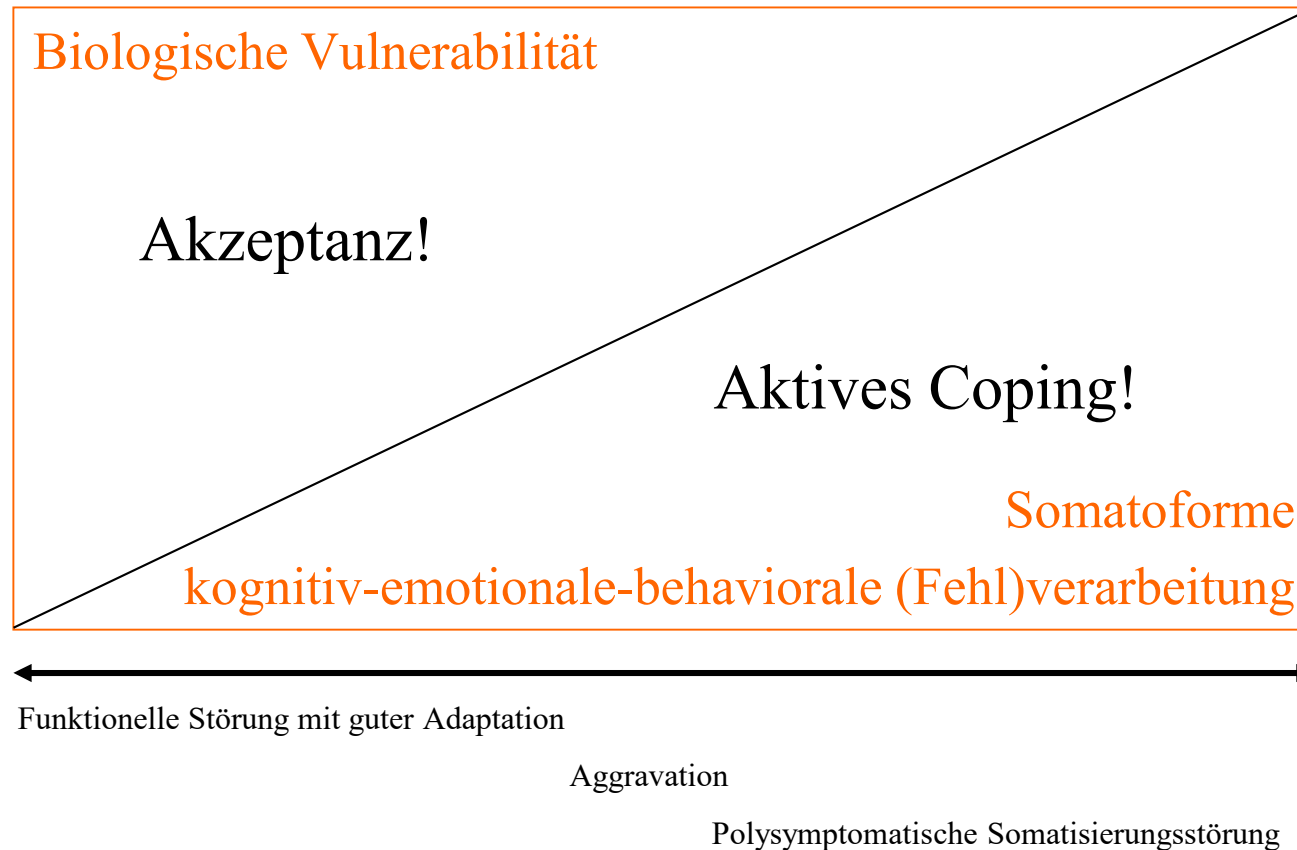 Biologische Vulnerabilität
Akzeptanz!
Aktives Coping!
Somatoforme
kognitiv-emotionale-behaviorale (Fehl)verarbeitung
Funktionelle Störung mit guter Adaptation
Aggravation
Polysymptomatische Somatisierungsstörung